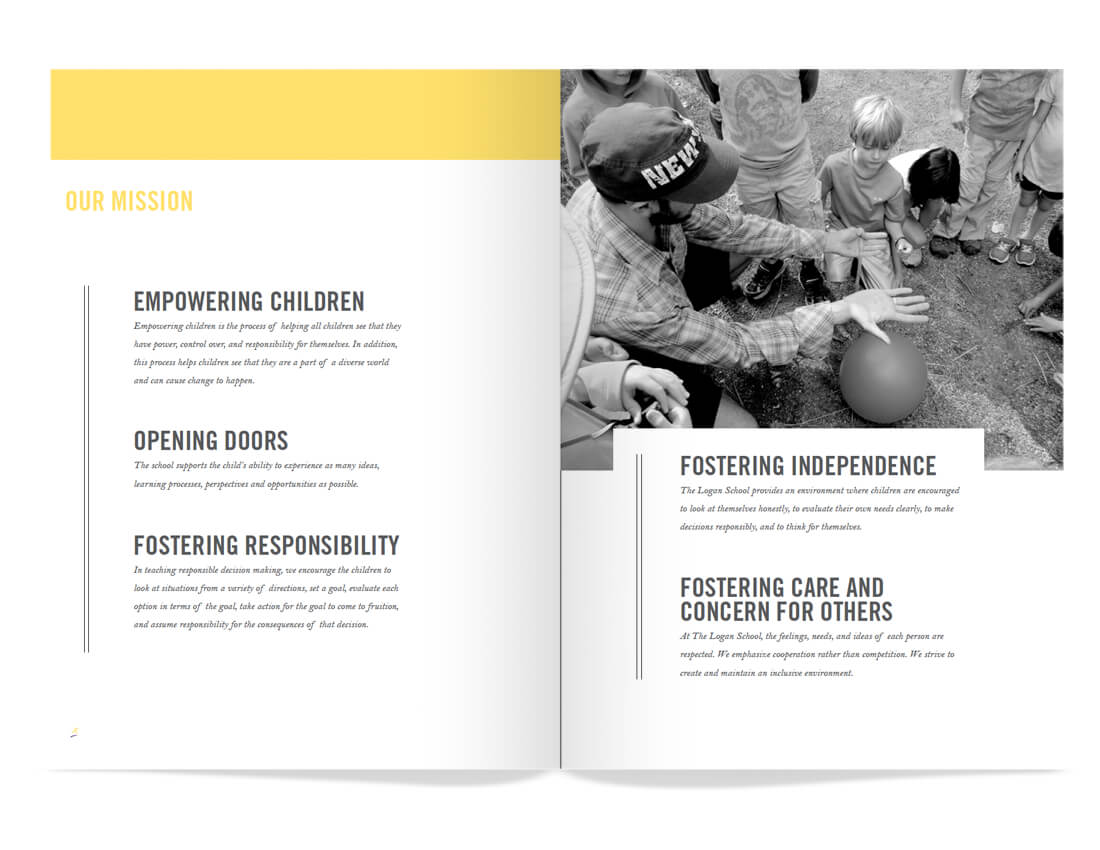 OUR MISSION
EMPOWERING CHILDREN
Empowering children is the process of helping all children see that they
have power, control over, and responsibility for themselves. In addition,
this process helps children see that they are a part of a diverse world
and can cause change to happen.
OPENING DOORS
The school supports the child's ability to experience as many ideas,
learning processes, perspectives and opportunities as possible.
FOSTERING RESPONSIBILITY
In teaching responsible decision making, we encourage the children to
look at situations from a variety of directions, set a goal, evaluate each
option in terms of the goal, take action for the goal to come to frustion,
and assume responsibility for the consequences of that decision.
NEW
FOSTERING INDEPENDENCE
The Logan School provides an environment where children are encouraged
to look at themselves honestly, to evaluate their own needs clearly, to make
decisions responsibly, and to think for themselves.
FOSTERING CARE AND
CONCERN FOR OTHERS
At The Logan School, the feelings, needs, and ideas of each person are
respected. We emphasize cooperation rather than competition. We strive to
create and maintain an inclusive environment.